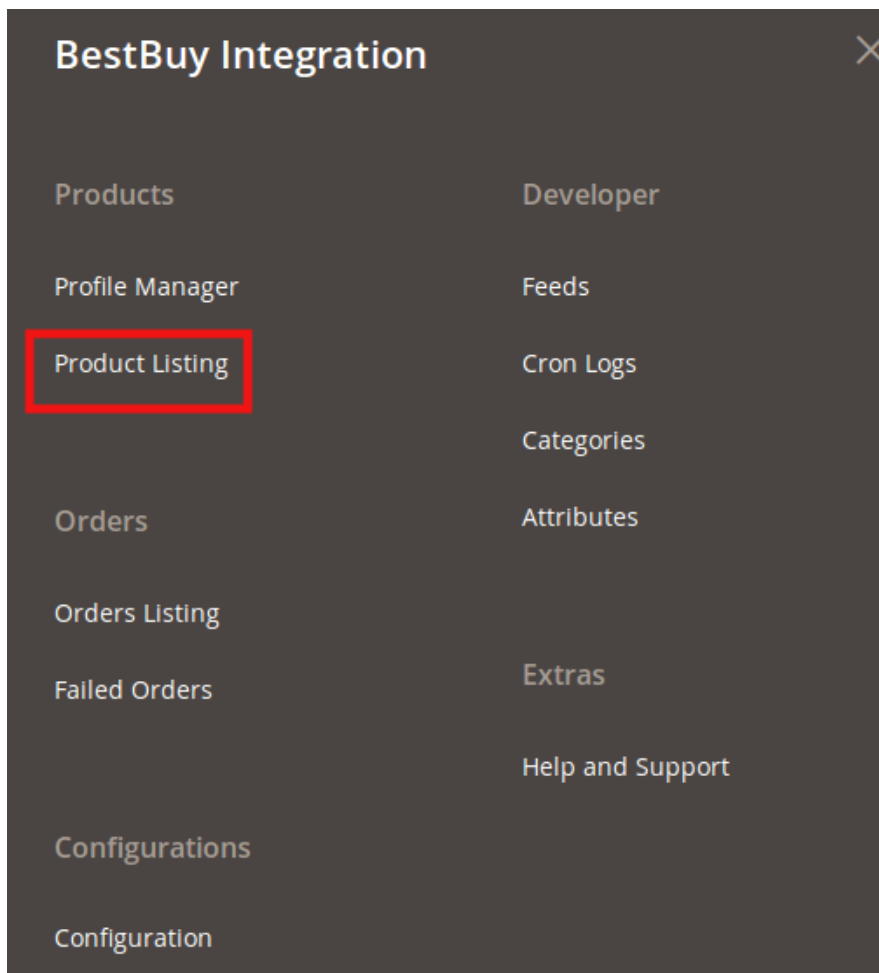 BestBuy Integration
Products
Profile Manager
Product Listing
Orders
Orders Listing
Failed Orders
Configurations
Configuration
Developer
Feeds
Cron Logs
Categories
Attributes
Extras
Help and Support